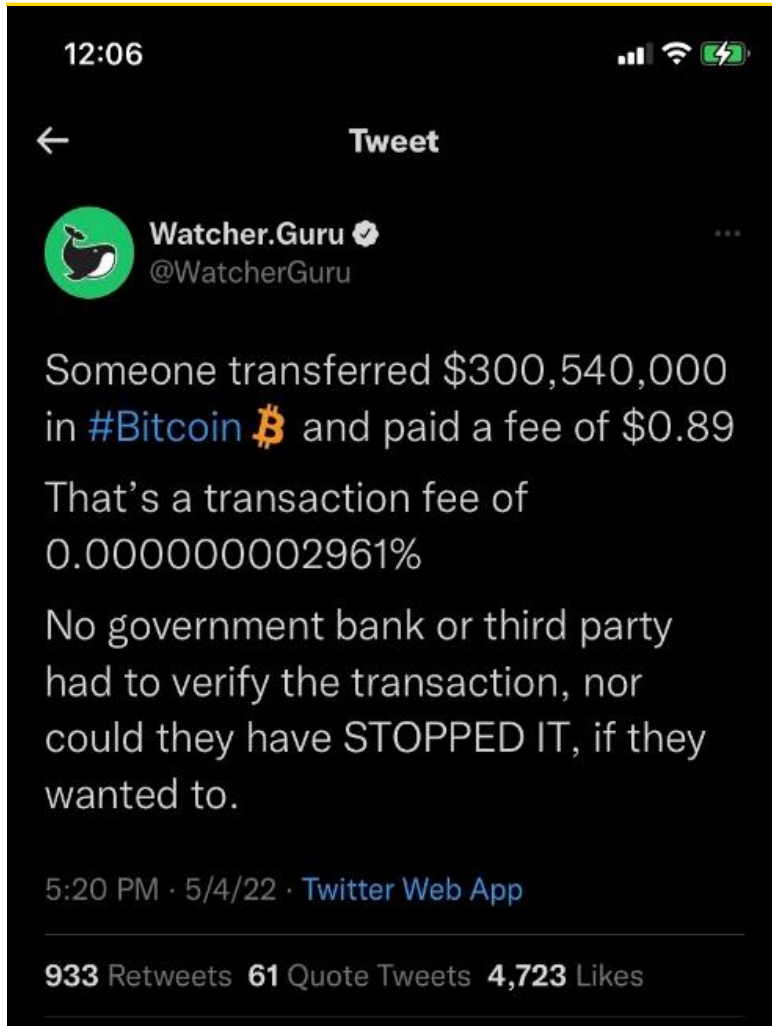 12:06
Tweet
Watcher.Guru
@WatcherGuru
Someone transferred $300,540,000
in #Bitcoin and paid a fee of $0.89
That’s a transaction fee of
0.0000000002961%
No government bank or third party
had to verify the transaction, nor
could they have STOPPED IT, if they
wanted to.
5:20 PM · 5/4/22 · Twitter Web App
933 Retweets 61 Quote Tweets 4,723 Likes